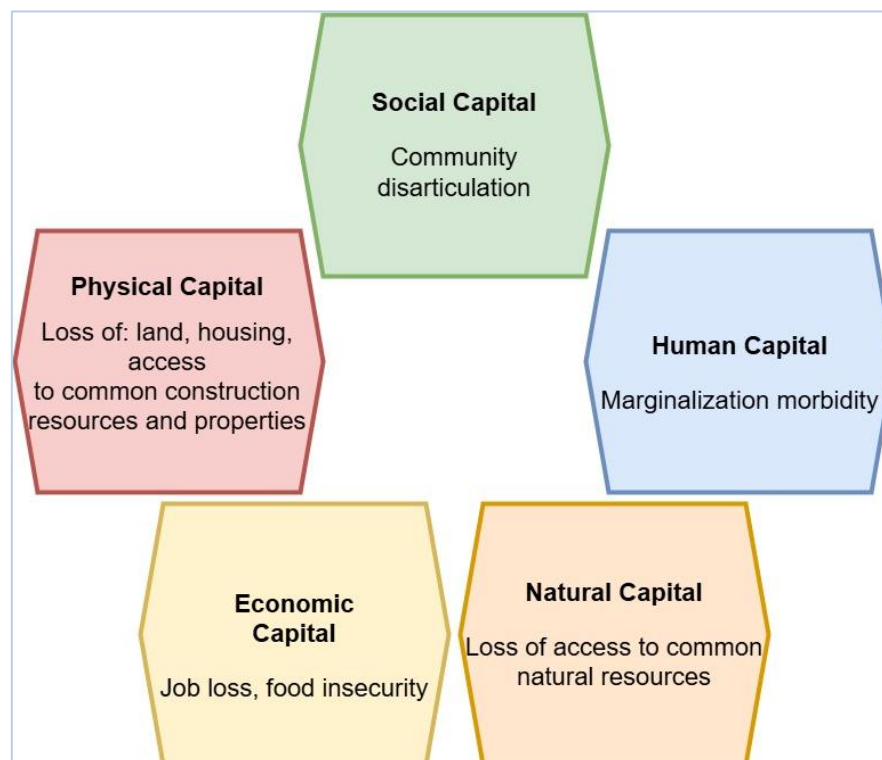 Social Capital
Community
disarticulation
Physical Capital
Loss of: land, housing,
access
to common construction
resources and properties
Human Capital
Marginalization morbidity
Economic
Capital
Job loss, food insecurity
Natural Capital
Loss of access to common
natural resources